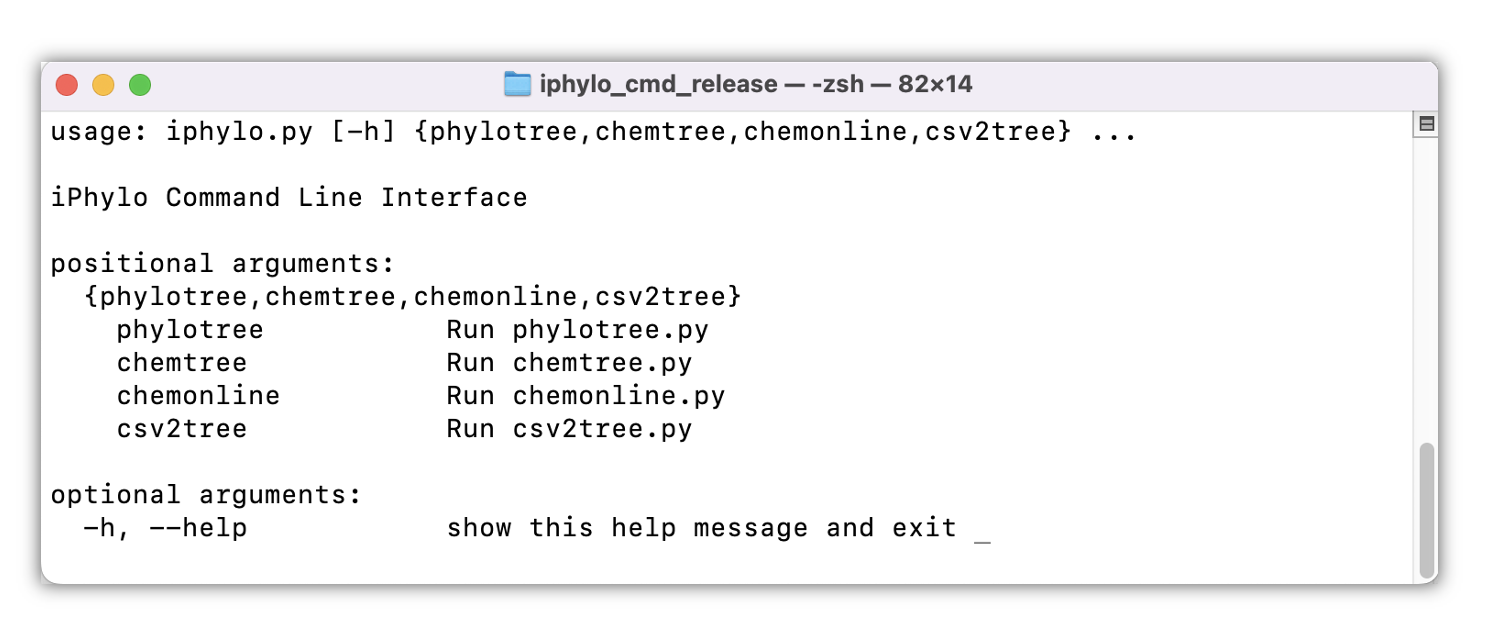 iphylo_cmd_release — -zsh — 82×14
usage: iphylo.py [-h] {phylotree,chemtree,chemonline,csv2tree} ...
iPhylo Command Line Interface
positional arguments:
  {phylotree,chemtree,chemonline,csv2tree}
    phylotree           Run phylotree.py
    chemtree            Run chemtree.py
    chemonline          Run chemonline.py
    csv2tree            Run csv2tree.py
optional arguments:
  -h, --help            show this help message and exit _